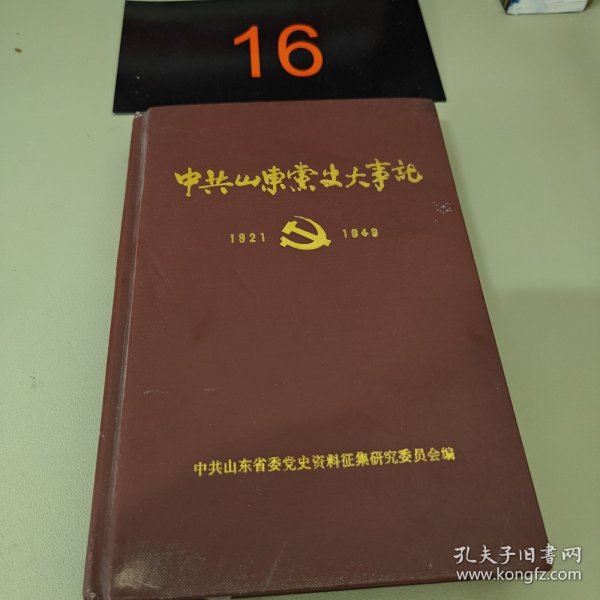 16
中共山東黨史大事記
1921 1949
中共山东省委党史资料征集研究委员会编
孔夫子旧书网
www.kongfz.com